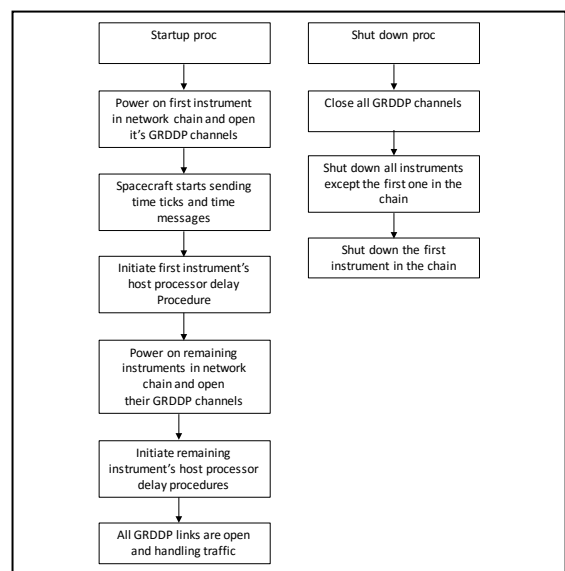 Startup proc
Power on first instrument
in network chain and open
it's GRDDP channels
Spacecraft starts sending
time ticks and time
messages
Initiate first instrument's
host processor delay
Procedure
Power on remaining
instruments in network
chain and open
their GRDDP channels
Initiate remaining
instrument's host processor
delay procedures
All GRDDP links are open
and handling traffic
Shut down proc
Close all GRDDP channels
Shut down all instruments
except the first one in the
chain
Shut down the first
instrument in the chain